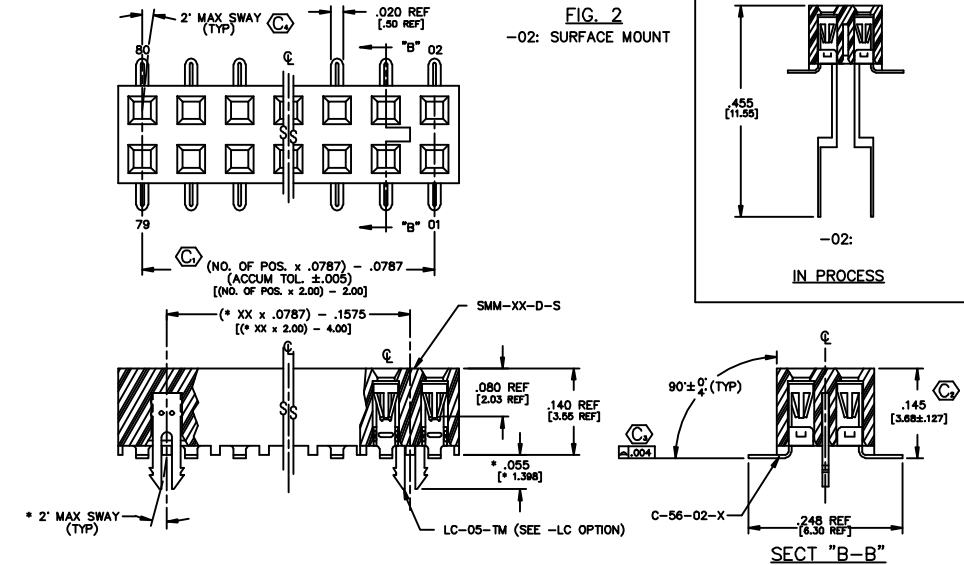 2° MAX SWAY
(TYP)
C4
.020 REF
[.50 REF]
FIG. 2
-02: SURFACE MOUNT
80
"B"
02
℄
.455
[11.55]
S S
79
"B"
01
-02:
IN PROCESS
C1
(NO. OF POS. x .0787) - .0787
(ACCUM TOL. ±.005)
[(NO. OF POS. x 2.00) - 2.00]
(* XX x .0787) - .1575
[(* XX x 2.00) - 4.00]
SMM-XX-D-S
℄
℄
℄
.080 REF
[2.03 REF]
.140 REF
[3.56 REF]
90°± 0°/4° (TYP)
C2
.145
[3.68±.127]
S S
C3
.004
* .055
[* 1.398]
* 2° MAX SWAY
(TYP)
LC-05-TM (SEE -LC OPTION)
C-56-02-X
.248 REF
[6.30 REF]
SECT "B-B"